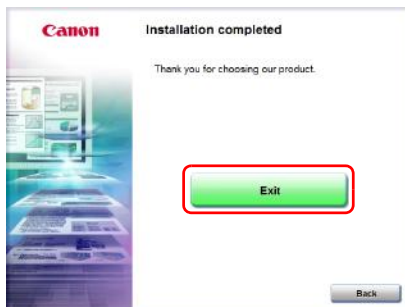 Canon
Installation completed
Thank you for choosing our product.
Exit
Back